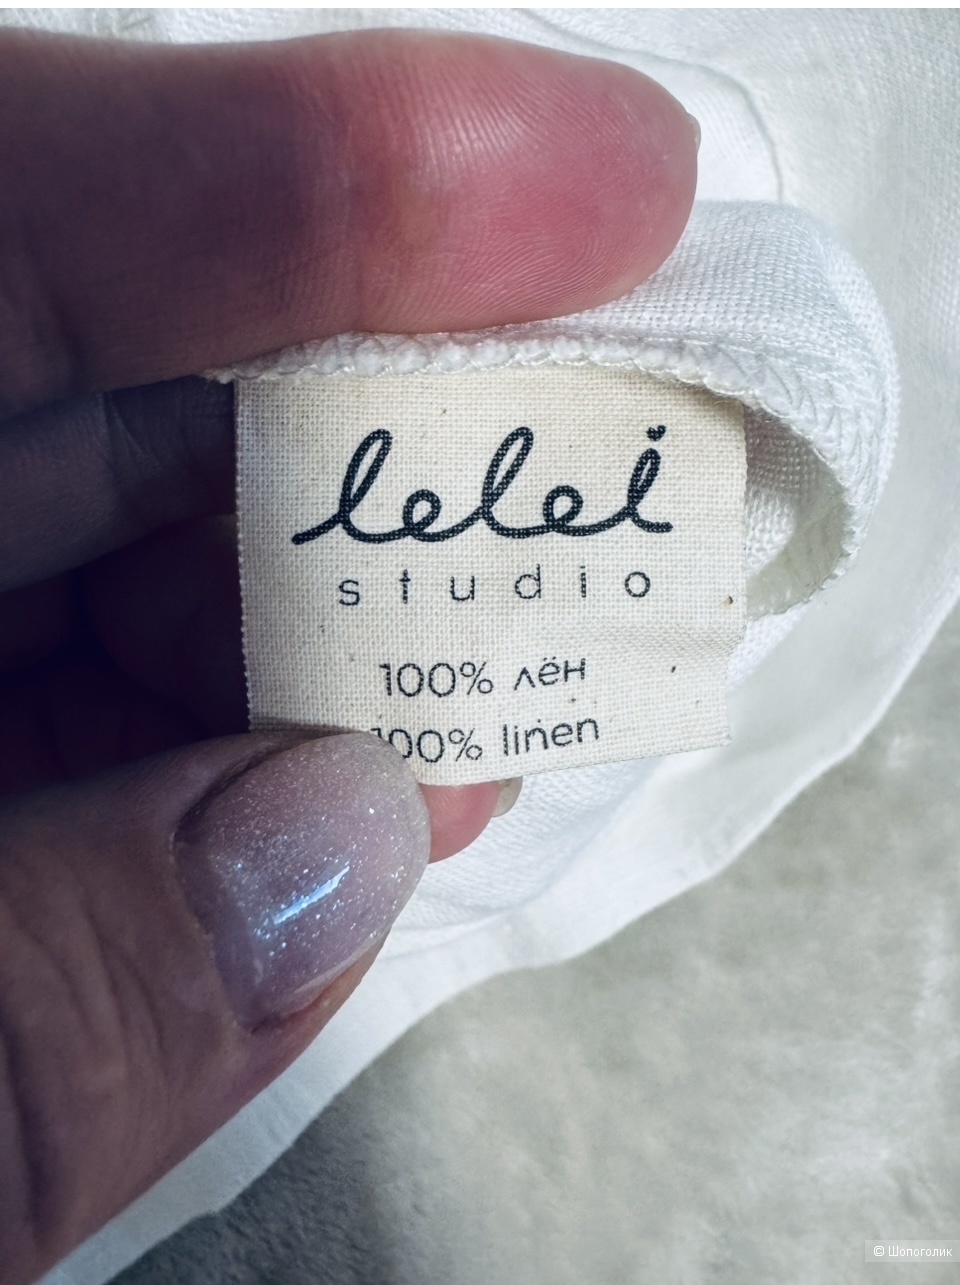 lelei
studio
100% лён
100% linen
© Шопоголик